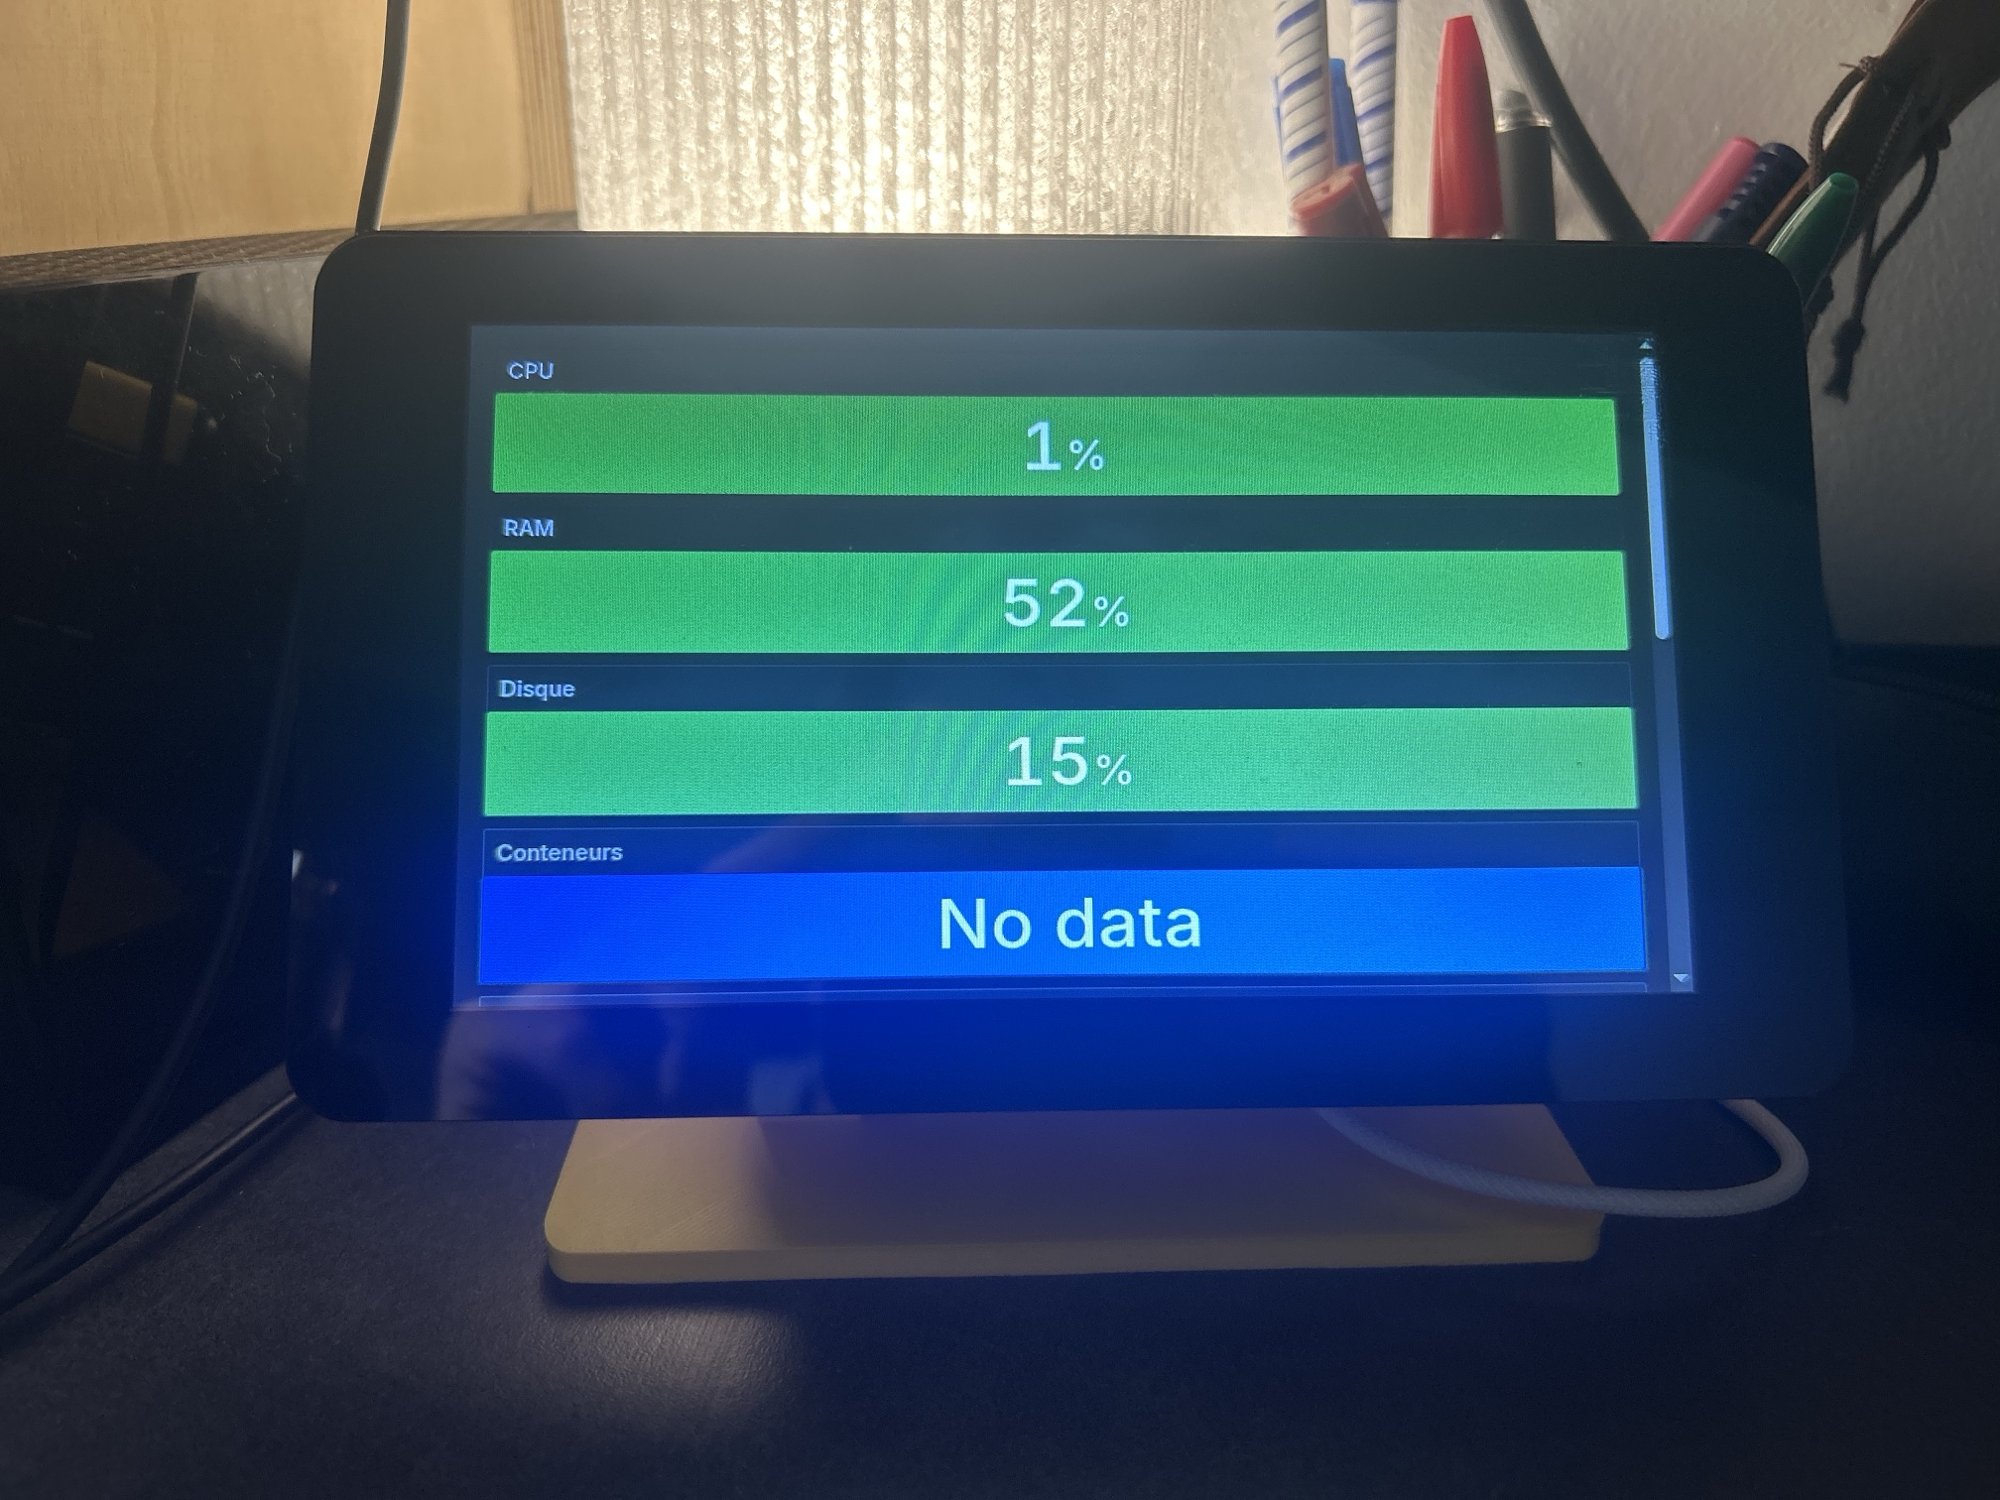 CPU
1%
RAM
52%
Disque
15%
Conteneurs
No data